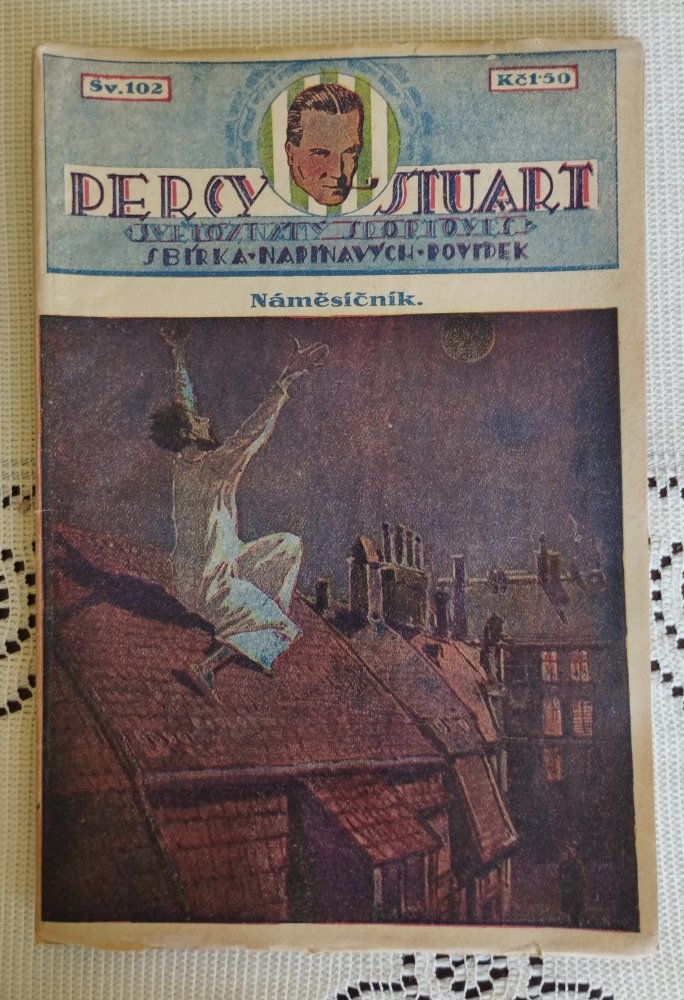 Sv. 102
Kč 1·50
PERCY STUART
SVĚTOZNÁMÝ SPORTOVEC
SBÍRKA · NAPÍNAVÝCH · POVÍDEK
Náměsíčník.